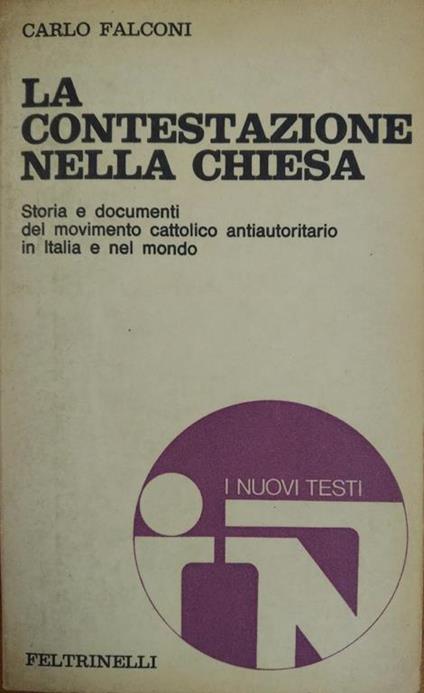 CARLO FALCONI
LA
CONTESTAZIONE
NELLA CHIESA
Storia e documenti
del movimento cattolico antiautoritario
in Italia e nel mondo
I NUOVI TESTI
iNT
FELTRINELLI